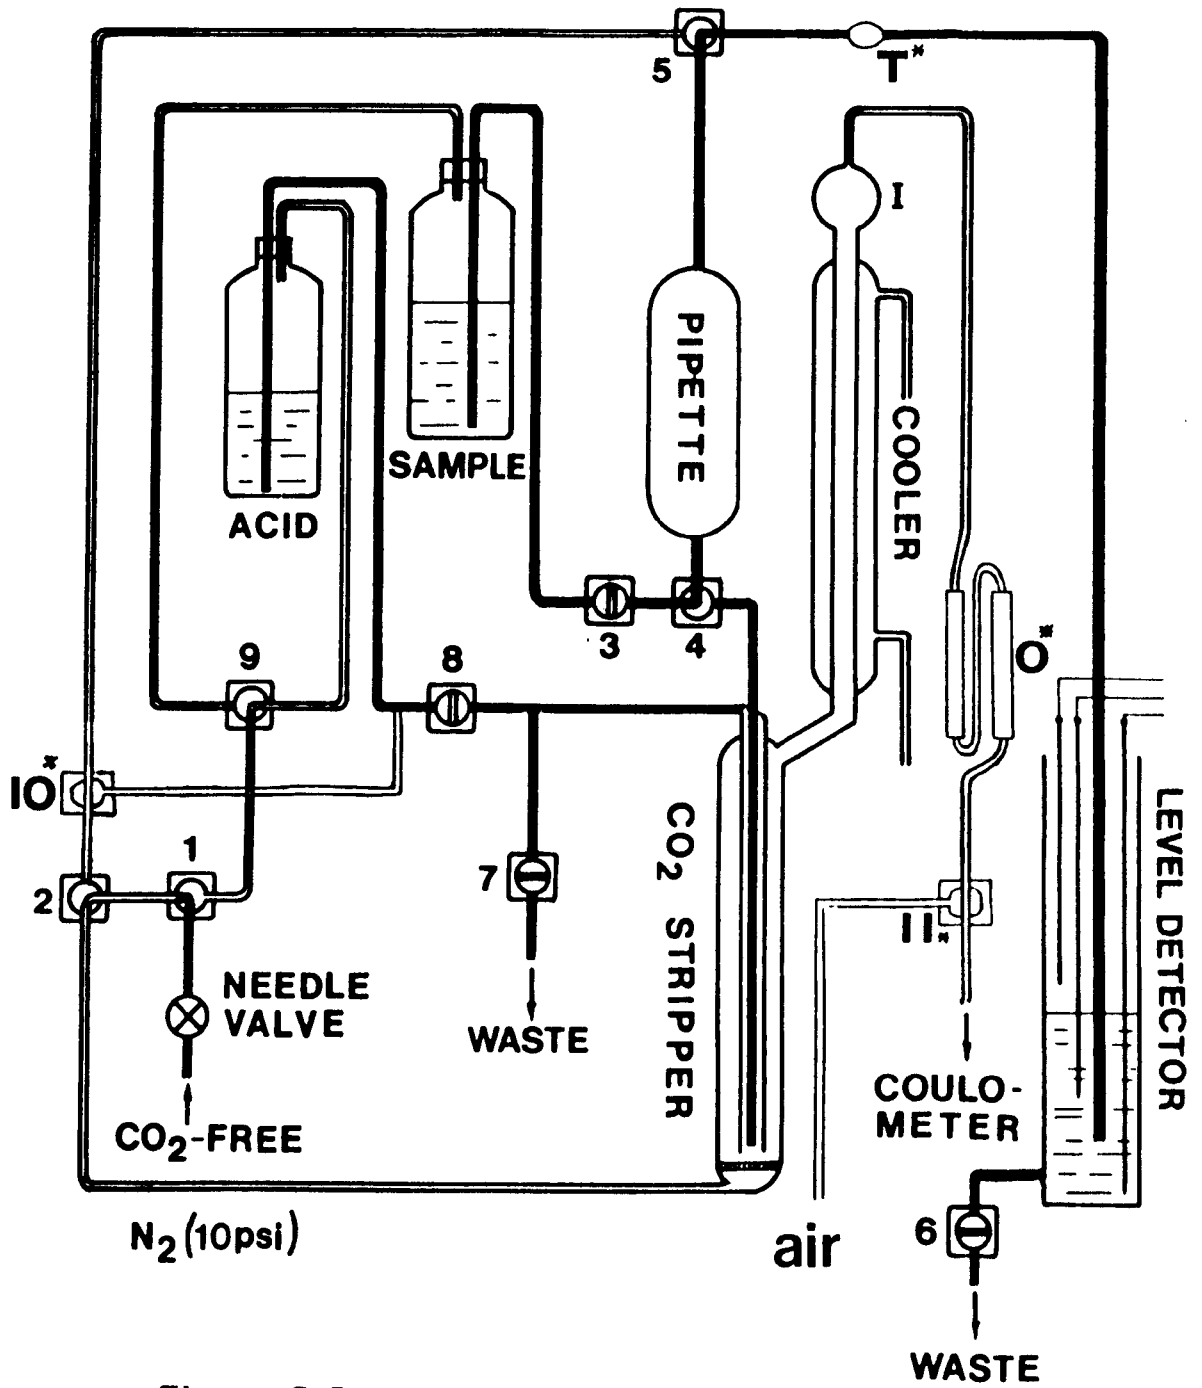 5
T*
I
PIPETTE
COOLER
SAMPLE
ACID
3
4
O*
9
8
10*
1
2
7
CO2 STRIPPER
LEVEL DETECTOR
11*
NEEDLE
VALVE
WASTE
COULO-
METER
CO2-FREE
N2(10psi)
6
air
WASTE